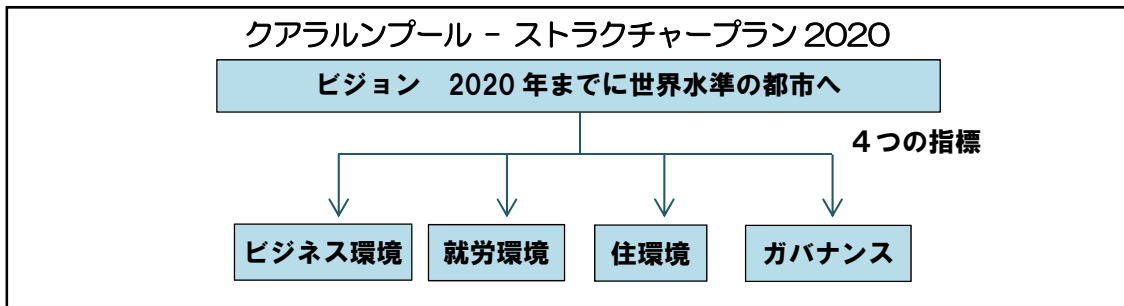 クアラルンプール － ストラクチャープラン 2020
ビジョン　2020 年までに世界水準の都市へ
４つの指標
ビジネス環境
就労環境
住環境
ガバナンス